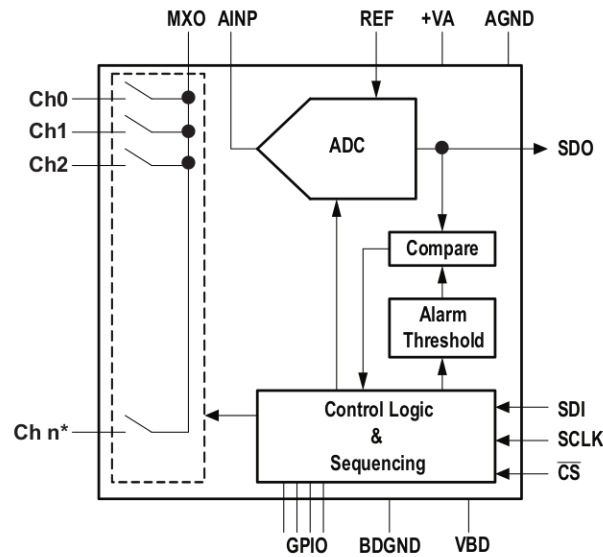 MXO AINP REF +VA AGND
Ch0
Ch1
Ch2
ADC
SDO
Compare
Alarm
Threshold
Control Logic
&
Sequencing
SDI
SCLK
CS
Ch n*
GPIO BDGND VBD